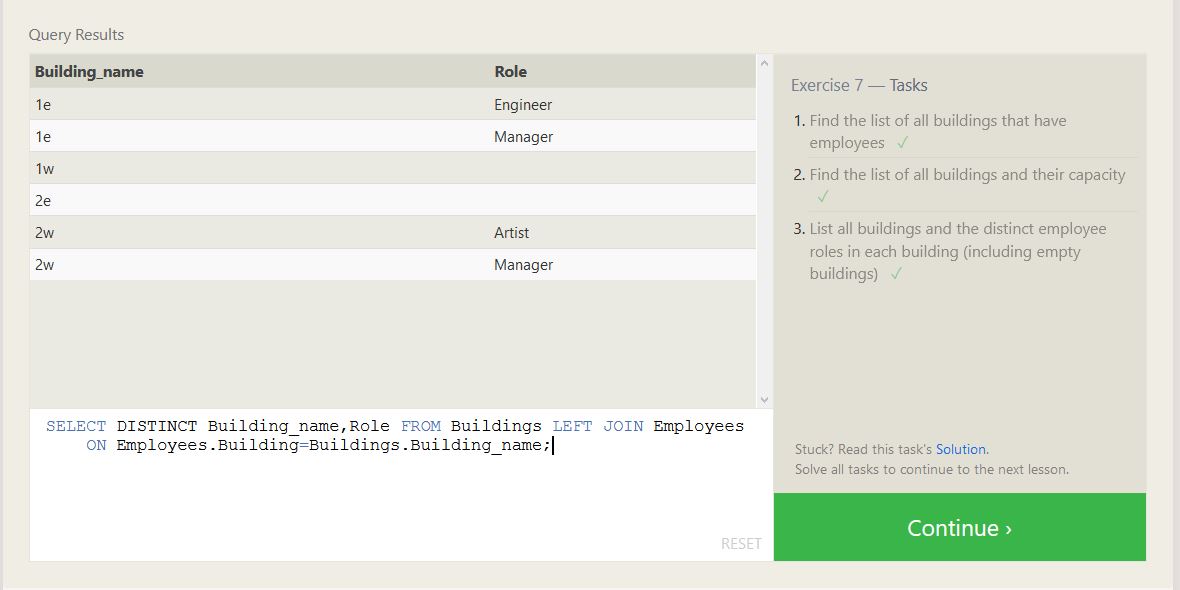 Query Results
Building_name Role
1e Engineer
1e Manager
1w
2e
2w Artist
2w Manager
SELECT DISTINCT Building_name,Role FROM Buildings LEFT JOIN Employees
ON Employees.Building=Buildings.Building_name;
RESET
Exercise 7 — Tasks
1. Find the list of all buildings that have
employees ✓
2. Find the list of all buildings and their capacity
✓
3. List all buildings and the distinct employee
roles in each building (including empty
buildings) ✓
Stuck? Read this task's Solution.
Solve all tasks to continue to the next lesson.
Continue ›